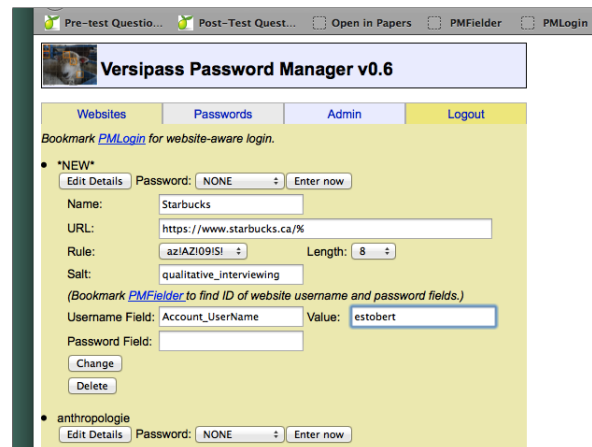 Pre-test Questio... Post-Test Quest... Open in Papers PMFielder PMLogin
Versipass Password Manager v0.6
Websites Passwords Admin Logout
Bookmark PMLogin for website-aware login.
*NEW*
Edit Details Password: NONE Enter now
Name: Starbucks
URL: https://www.starbucks.ca/%
Rule: az!AZ!09!S! Length: 8
Salt: qualitative_interviewing
(Bookmark PMFielder to find ID of website username and password fields.)
Username Field: Account_UserName Value: estobert
Password Field:
Change
Delete
anthropologie
Edit Details Password: NONE Enter now